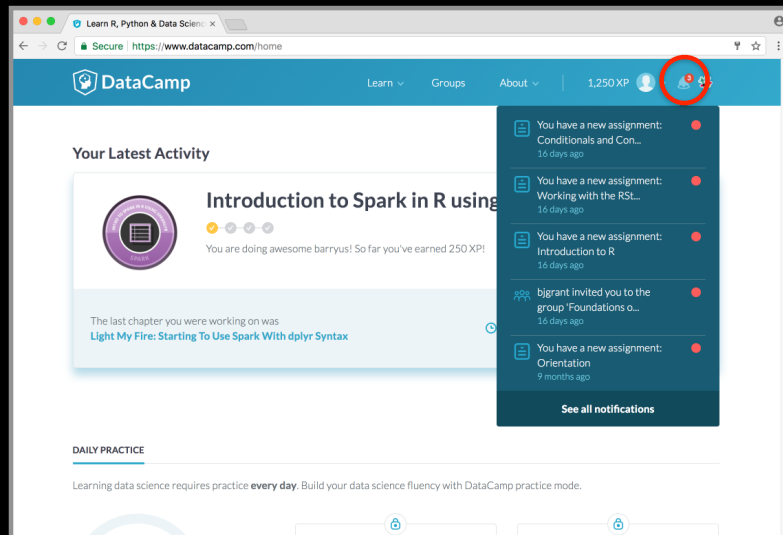 Learn R, Python & Data Scienc
Secure https://www.datacamp.com/home
DataCamp
Learn
Groups
About
1,250 XP
3
Your Latest Activity
Introduction to Spark in R using
You are doing awesome barryus! So far you've earned 250 XP!
SPARK
The last chapter you were working on was
Light My Fire: Starting To Use Spark With dplyr Syntax
You have a new assignment:
Conditionals and Con...
16 days ago
You have a new assignment:
Working with the RSt...
16 days ago
You have a new assignment:
Introduction to R
16 days ago
bjgrant invited you to the
group 'Foundations o...
16 days ago
You have a new assignment:
Orientation
9 months ago
See all notifications
DAILY PRACTICE
Learning data science requires practice every day. Build your data science fluency with DataCamp practice mode.